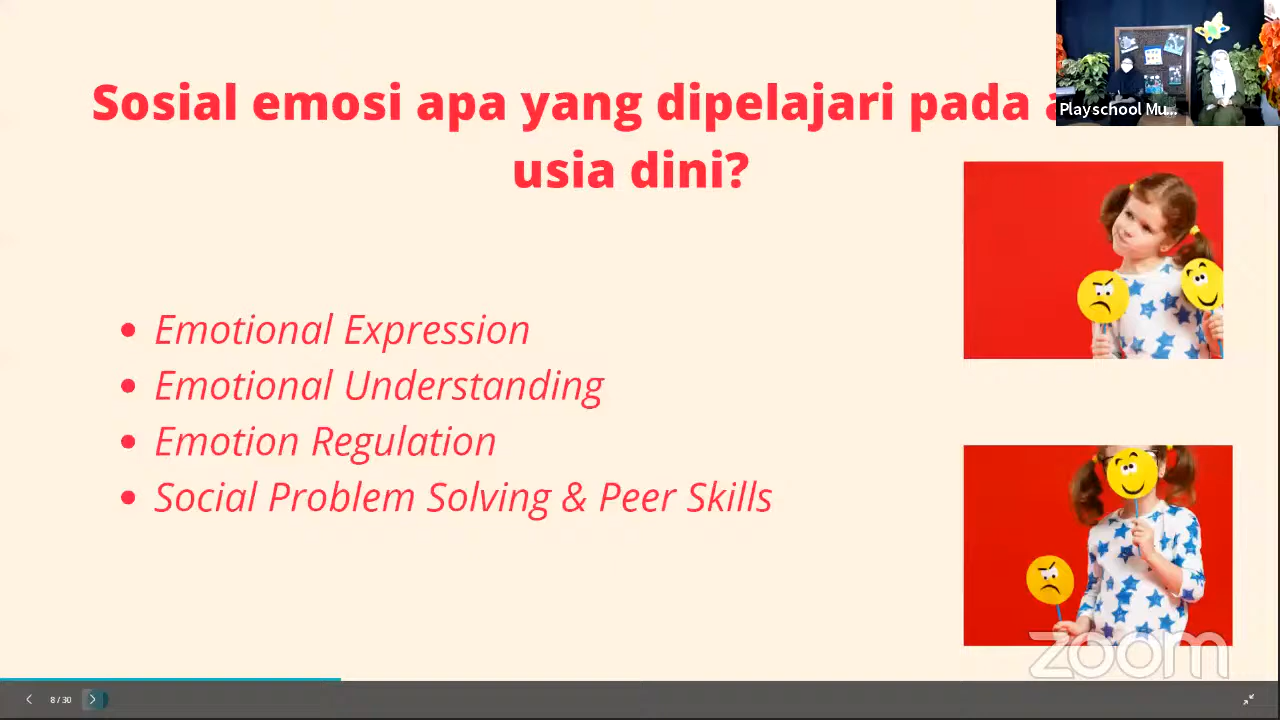 Sosial emosi apa yang dipelajari pada
usia dini?
Playschool Mu...
• Emotional Expression
• Emotional Understanding
• Emotion Regulation
• Social Problem Solving & Peer Skills
zoom
8 / 30